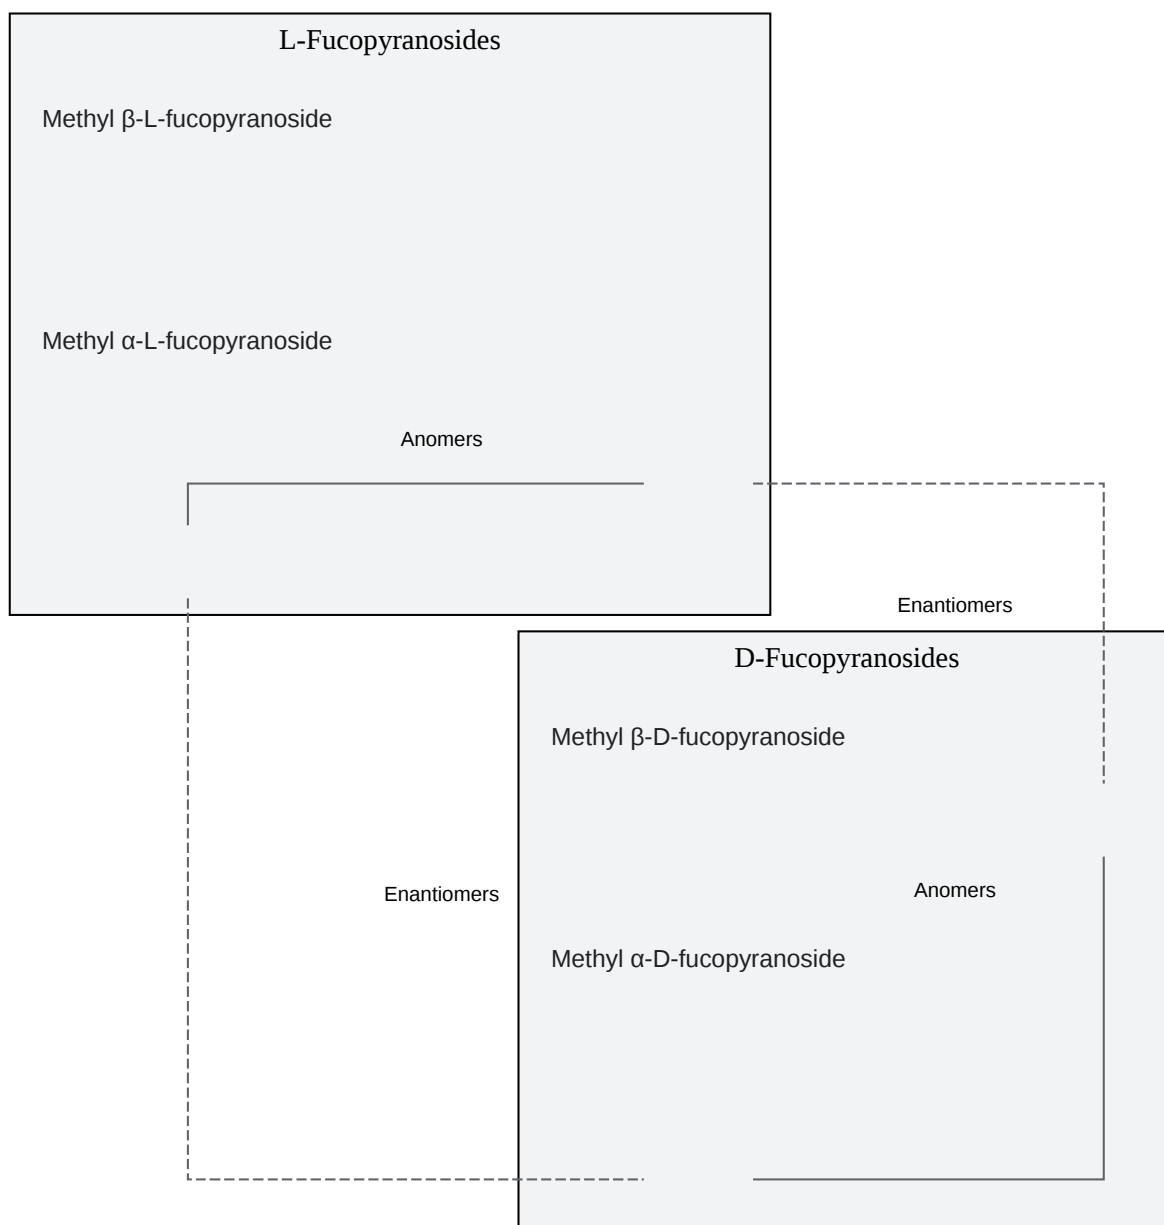 L-Fucopyranosides
Methyl β-L-fucopyranoside
Methyl α-L-fucopyranoside
Anomers
Enantiomers
D-Fucopyranosides
Methyl β-D-fucopyranoside
Anomers
Enantiomers
Methyl α-D-fucopyranoside